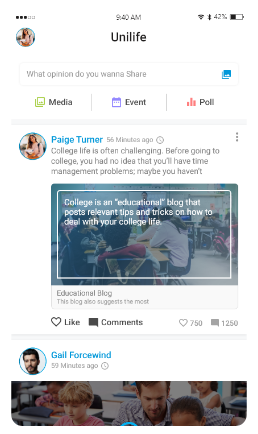 9:40 AM
42%
Unilife
What opinion do you wanna Share
Media
Event
Poll
Paige Turner 56 Minutes ago
College life is often challenging. Before going to
college, you had no idea that you'll have time
management problems; maybe you haven't
College is an "educational" blog that
posts relevant tips and tricks on how to
deal with your college life.
Educational Blog
This blog also suggests the most
Like
Comments
750
1250
Gail Forcewind
59 Minutes ago